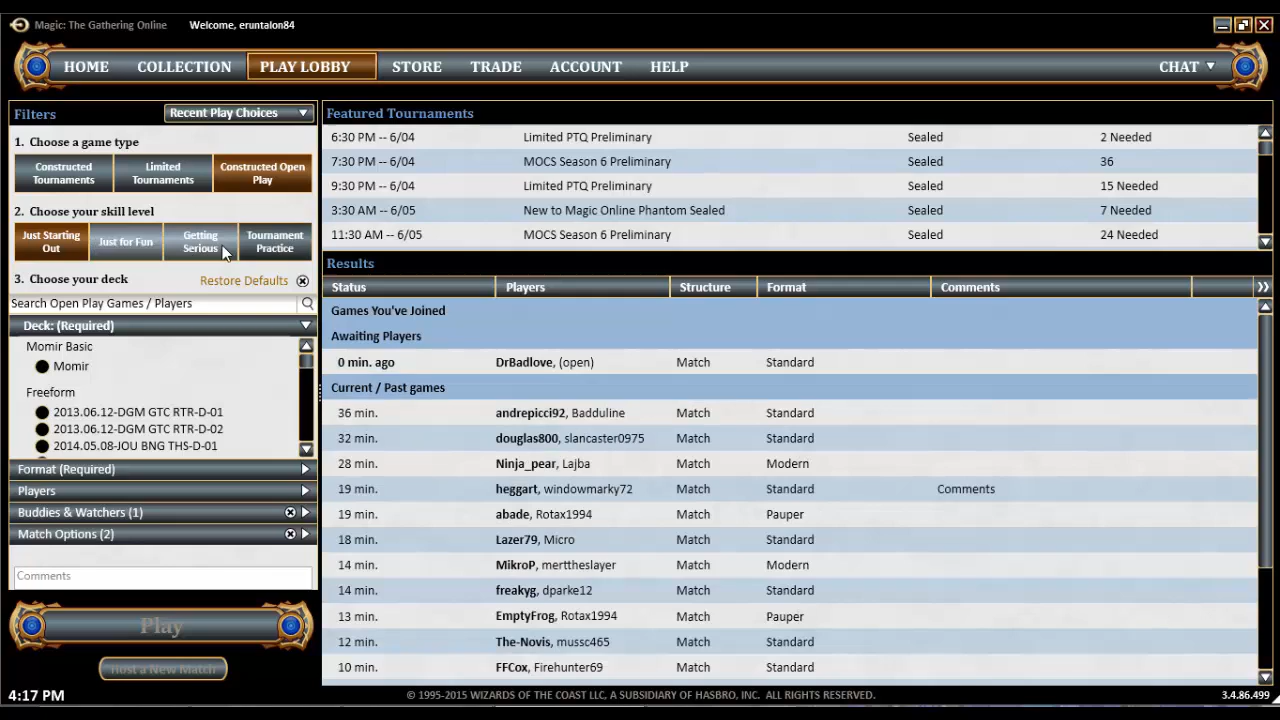 Magic: The Gathering Online Welcome, eruntalon84
HOME COLLECTION PLAY LOBBY STORE TRADE ACCOUNT HELP CHAT
Filters Recent Play Choices
1. Choose a game type
Constructed Tournaments Limited Tournaments Constructed Open Play
2. Choose your skill level
Just Starting Out Just for Fun Getting Serious Tournament Practice
3. Choose your deck Restore Defaults
Search Open Play Games / Players
Deck: (Required)
Momir Basic
Momir
Freeform
2013.06.12-DGM GTC RTR-D-01
2013.06.12-DGM GTC RTR-D-02
2014.05.08-JOU BNG THS-D-01
Format (Required)
Players
Buddies & Watchers (1)
Match Options (2)
Comments
Play
Host a New Match
Featured Tournaments
6:30 PM -- 6/04 Limited PTQ Preliminary Sealed 2 Needed
7:30 PM -- 6/04 MOCS Season 6 Preliminary Sealed 36
9:30 PM -- 6/04 Limited PTQ Preliminary Sealed 15 Needed
3:30 AM -- 6/05 New to Magic Online Phantom Sealed Sealed 7 Needed
11:30 AM -- 6/05 MOCS Season 6 Preliminary Sealed 24 Needed
Results
Status Players Structure Format Comments
Games You've Joined
Awaiting Players
0 min. ago DrBadlove, (open) Match Standard
Current / Past games
36 min. andrepicci92, Badduline Match Standard
32 min. douglas800, slancaster0975 Match Standard
28 min. Ninja_pear, Lajba Match Modern
19 min. heggart, windowmarky72 Match Standard Comments
19 min. abade, Rotax1994 Match Pauper
18 min. Lazer79, Micro Match Standard
14 min. MikroP, merttheslayer Match Modern
14 min. freakyg, dparke12 Match Standard
13 min. EmptyFrog, Rotax1994 Match Pauper
12 min. The-Novis, mussc465 Match Standard
10 min. FFCox, Firehunter69 Match Standard
4:17 PM © 1995-2015 WIZARDS OF THE COAST LLC, A SUBSIDIARY OF HASBRO, INC. ALL RIGHTS RESERVED. 3.4.86.499